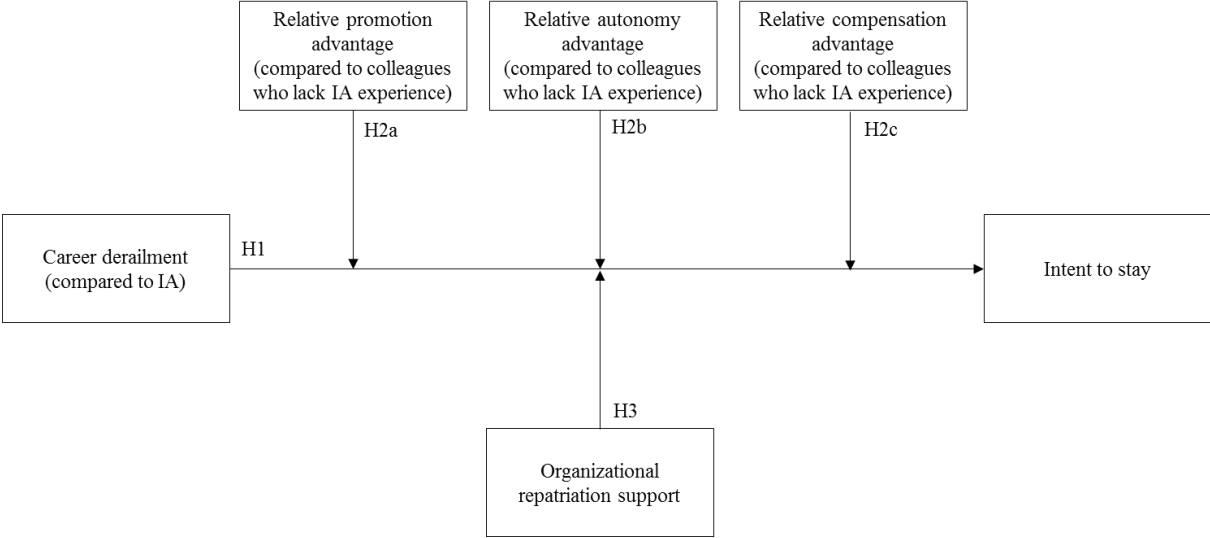 Relative promotion
advantage
(compared to colleagues
who lack IA experience)
Relative autonomy
advantage
(compared to colleagues
who lack IA experience)
Relative compensation
advantage
(compared to colleagues
who lack IA experience)
H2a
H2b
H2c
Career derailment
(compared to IA)
H1
Intent to stay
H3
Organizational
repatriation support